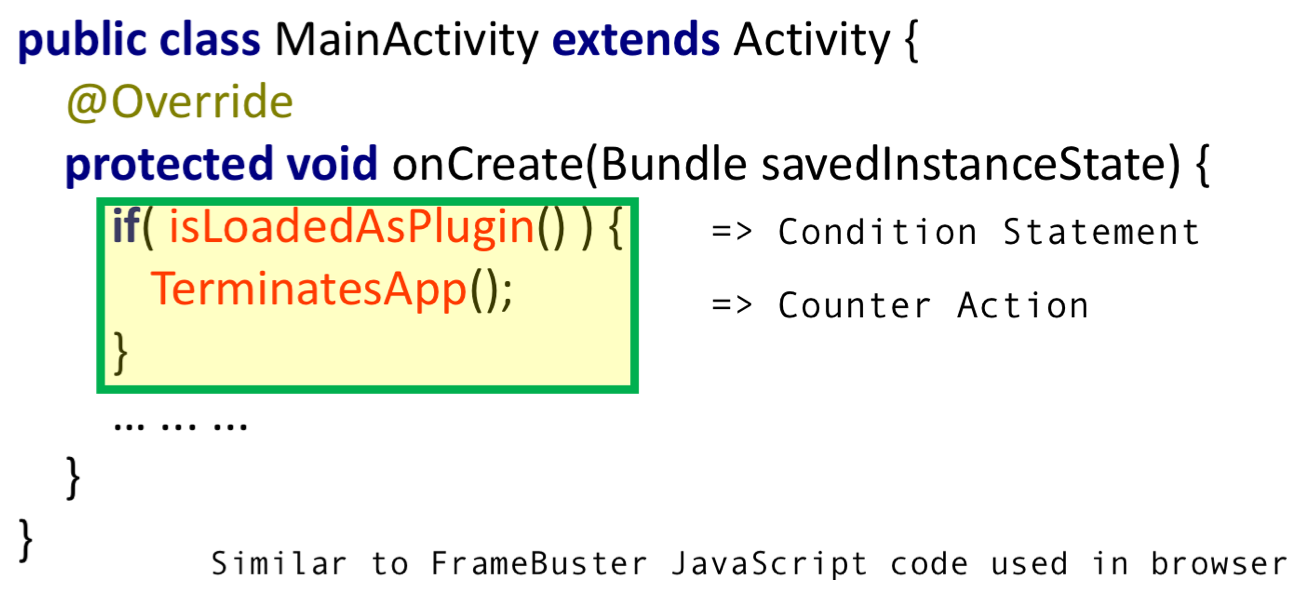 public class MainActivity extends Activity {
@Override
protected void onCreate(Bundle savedInstanceState) {
if( isLoadedAsPlugin() ) { => Condition Statement
TerminatesApp(); => Counter Action
}
... ... ...
}
}
Similar to FrameBuster JavaScript code used in browser